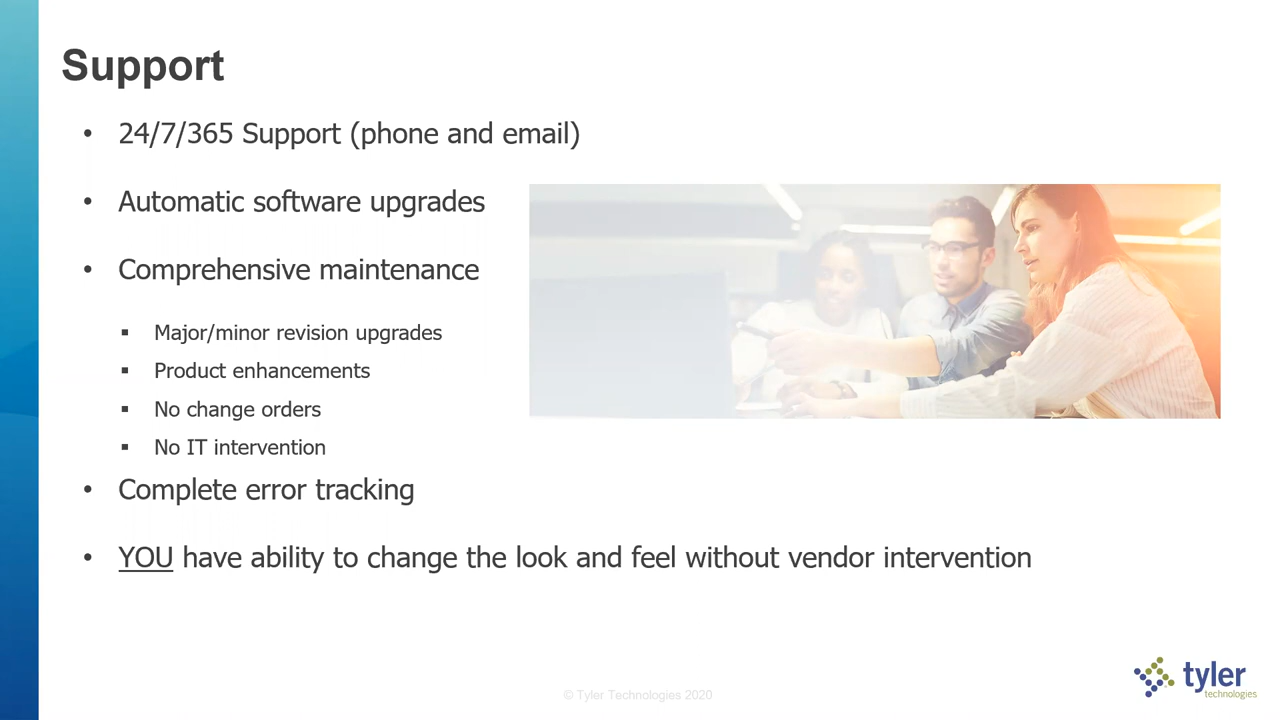 Support
• 24/7/365 Support (phone and email)
• Automatic software upgrades
• Comprehensive maintenance
▪ Major/minor revision upgrades
▪ Product enhancements
▪ No change orders
▪ No IT intervention
• Complete error tracking
• YOU have ability to change the look and feel without vendor intervention
© Tyler Technologies 2020
tyler
technologies